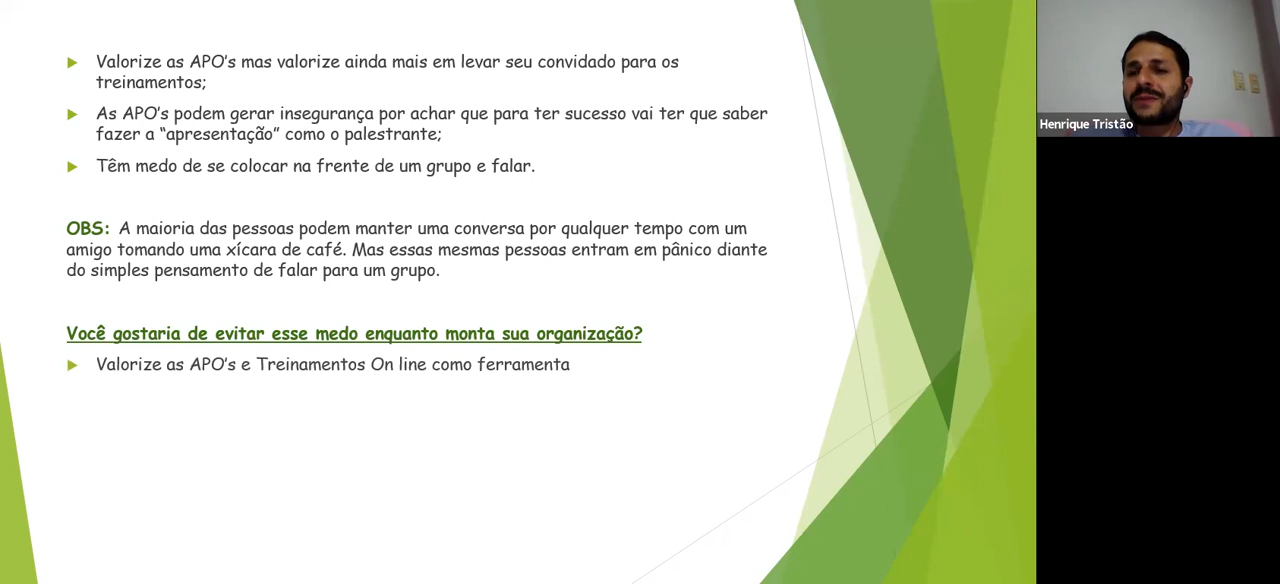 Valorize as APO's mas valorize ainda mais em levar seu convidado para os
treinamentos;
As APO's podem gerar insegurança por achar que para ter sucesso vai ter que saber
fazer a “apresentação” como o palestrante;
Têm medo de se colocar na frente de um grupo e falar.
OBS: A maioria das pessoas podem manter uma conversa por qualquer tempo com um
amigo tomando uma xícara de café. Mas essas mesmas pessoas entram em pânico diante
do simples pensamento de falar para um grupo.
Você gostaria de evitar esse medo enquanto monta sua organização?
Valorize as APO's e Treinamentos On line como ferramenta
Henrique Tristão